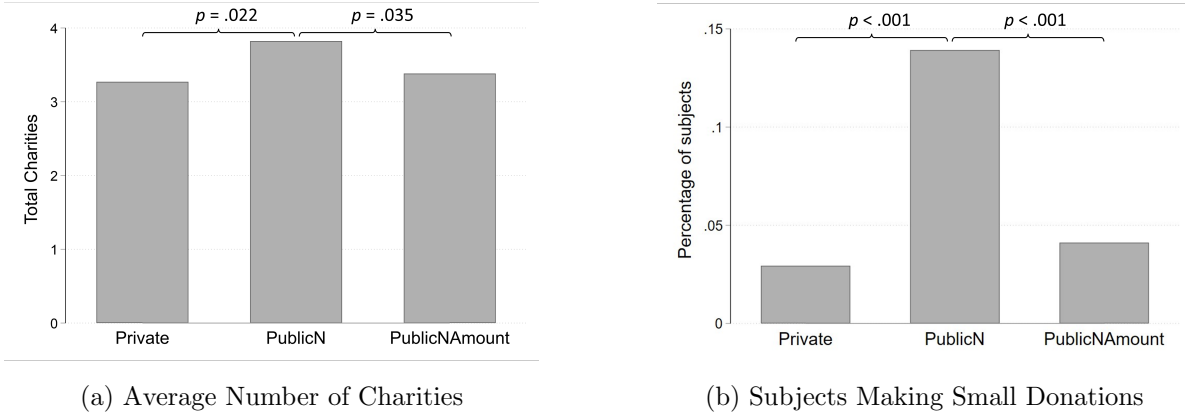 p = .022
p = .035
4
3
2
1
0
Total Charities
Private
PublicN
PublicNAmount
(a) Average Number of Charities
p < .001
p < .001
.15
.1
.05
0
Percentage of subjects
Private
PublicN
PublicNAmount
(b) Subjects Making Small Donations